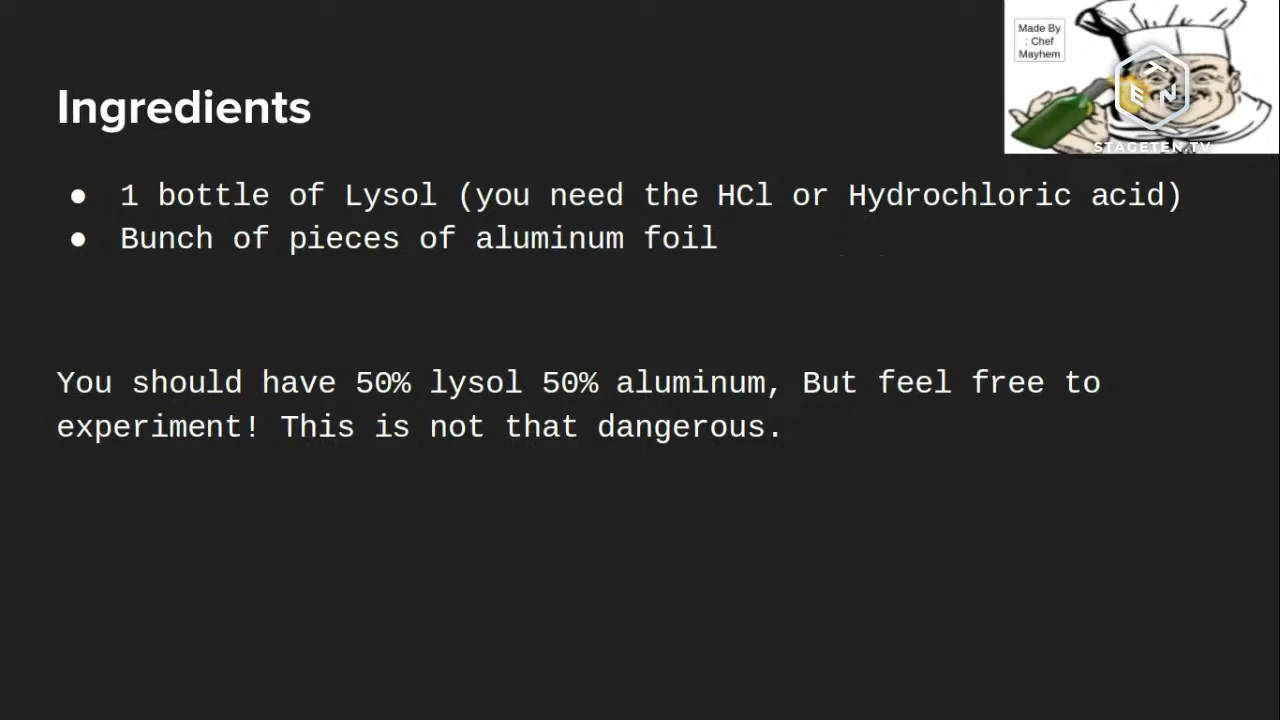 Made By
: Chef
Mayhem
TEN
STAGETEN.TV
Ingredients
● 1 bottle of Lysol (you need the HCl or Hydrochloric acid)
● Bunch of pieces of aluminum foil
You should have 50% lysol 50% aluminum, But feel free to
experiment! This is not that dangerous.